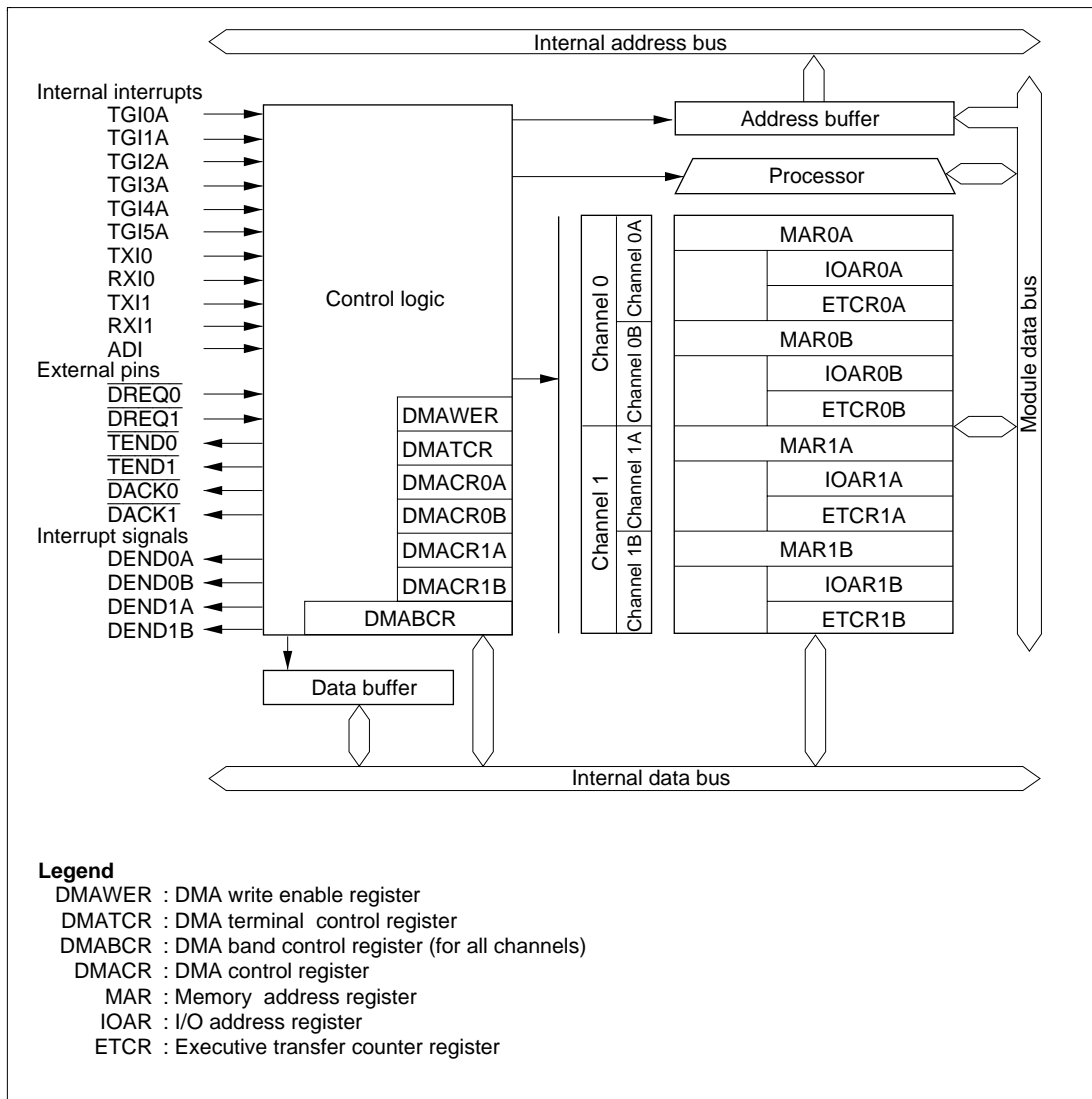 Internal address bus
Internal interrupts
TGI0A
TGI1A
TGI2A
TGI3A
TGI4A
TGI5A
TXI0
RXI0
TXI1
RXI1
ADI
External pins
DREQ0
DREQ1
TEND0
TEND1
DACK0
DACK1
Interrupt signals
DEND0A
DEND0B
DEND1A
DEND1B
Control logic
DMAWER
DMATCR
DMACR0A
DMACR0B
DMACR1A
DMACR1B
DMABCR
Data buffer
Address buffer
Processor
Channel 0
Channel 0A
Channel 0B
Channel 1
Channel 1A
Channel 1B
MAR0A
IOAR0A
ETCR0A
MAR0B
IOAR0B
ETCR0B
MAR1A
IOAR1A
ETCR1A
MAR1B
IOAR1B
ETCR1B
Module data bus
Internal data bus
Legend
DMAWER : DMA write enable register
DMATCR : DMA terminal control register
DMABCR : DMA band control register (for all channels)
DMACR : DMA control register
MAR : Memory address register
IOAR : I/O address register
ETCR : Executive transfer counter register